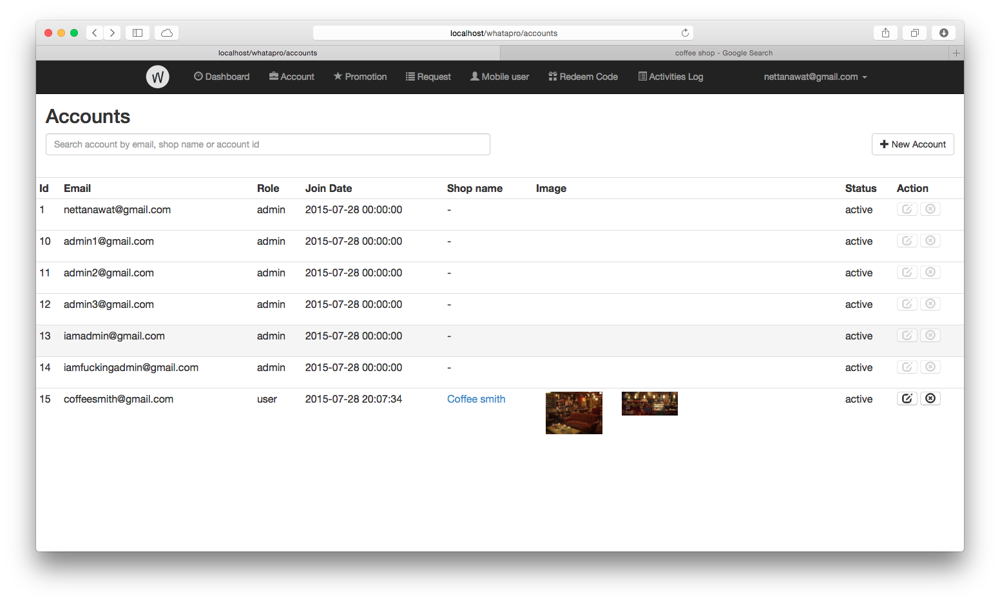 localhost/whatapro/accounts
localhost/whatapro/accounts coffee shop - Google Search
W Dashboard Account Promotion Request Mobile user Redeem Code Activities Log nettanawat@gmail.com
Accounts
Search account by email, shop name or account id New Account
Id Email Role Join Date Shop name Image Status Action
1 nettanawat@gmail.com admin 2015-07-28 00:00:00 - active
10 admin1@gmail.com admin 2015-07-28 00:00:00 - active
11 admin2@gmail.com admin 2015-07-28 00:00:00 - active
12 admin3@gmail.com admin 2015-07-28 00:00:00 - active
13 iamadmin@gmail.com admin 2015-07-28 00:00:00 - active
14 iamfuckingadmin@gmail.com admin 2015-07-28 00:00:00 - active
15 coffeesmith@gmail.com user 2015-07-28 20:07:34 Coffee smith active